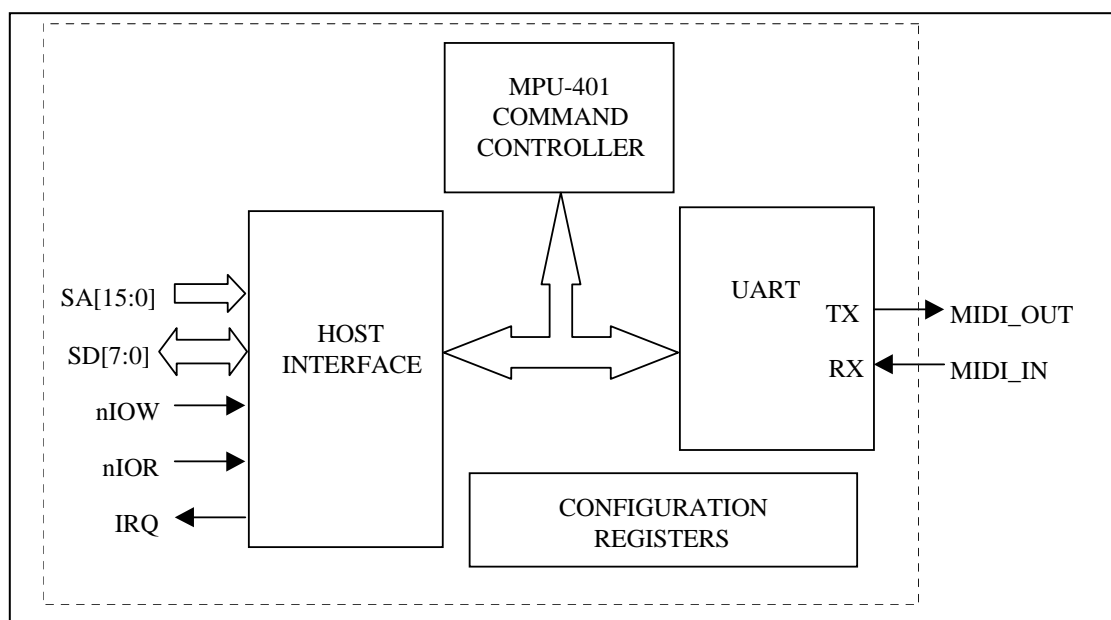 MPU-401
COMMAND
CONTROLLER
SA[15:0]
SD[7:0]
nIOW
nIOR
IRQ
HOST
INTERFACE
UART
TX
RX
MIDI_OUT
MIDI_IN
CONFIGURATION
REGISTERS